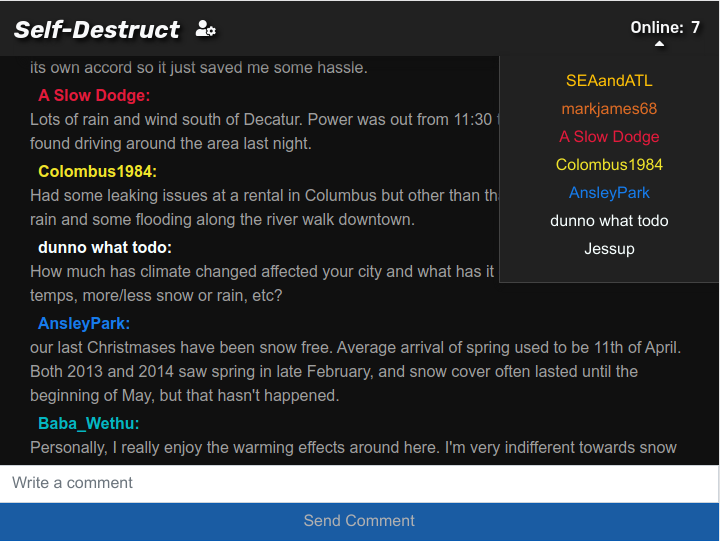 Self-Destruct
Online: 7
its own accord so it just saved me some hassle.
A Slow Dodge:
Lots of rain and wind south of Decatur. Power was out from 11:30
found driving around the area last night.
Colombus1984:
Had some leaking issues at a rental in Columbus but other than
rain and some flooding along the river walk downtown.
dunno what todo:
How much has climate changed affected your city and what has it
temps, more/less snow or rain, etc?
AnsleyPark:
our last Christmases have been snow free. Average arrival of spring used to be 11th of April.
Both 2013 and 2014 saw spring in late February, and snow cover often lasted until the
beginning of May, but that hasn't happened.
Baba_Wethu:
Personally, I really enjoy the warming effects around here. I'm very indifferent towards snow
SEAandATL
markjames68
A Slow Dodge
Colombus1984
AnsleyPark
dunno what todo
Jessup
Write a comment
Send Comment